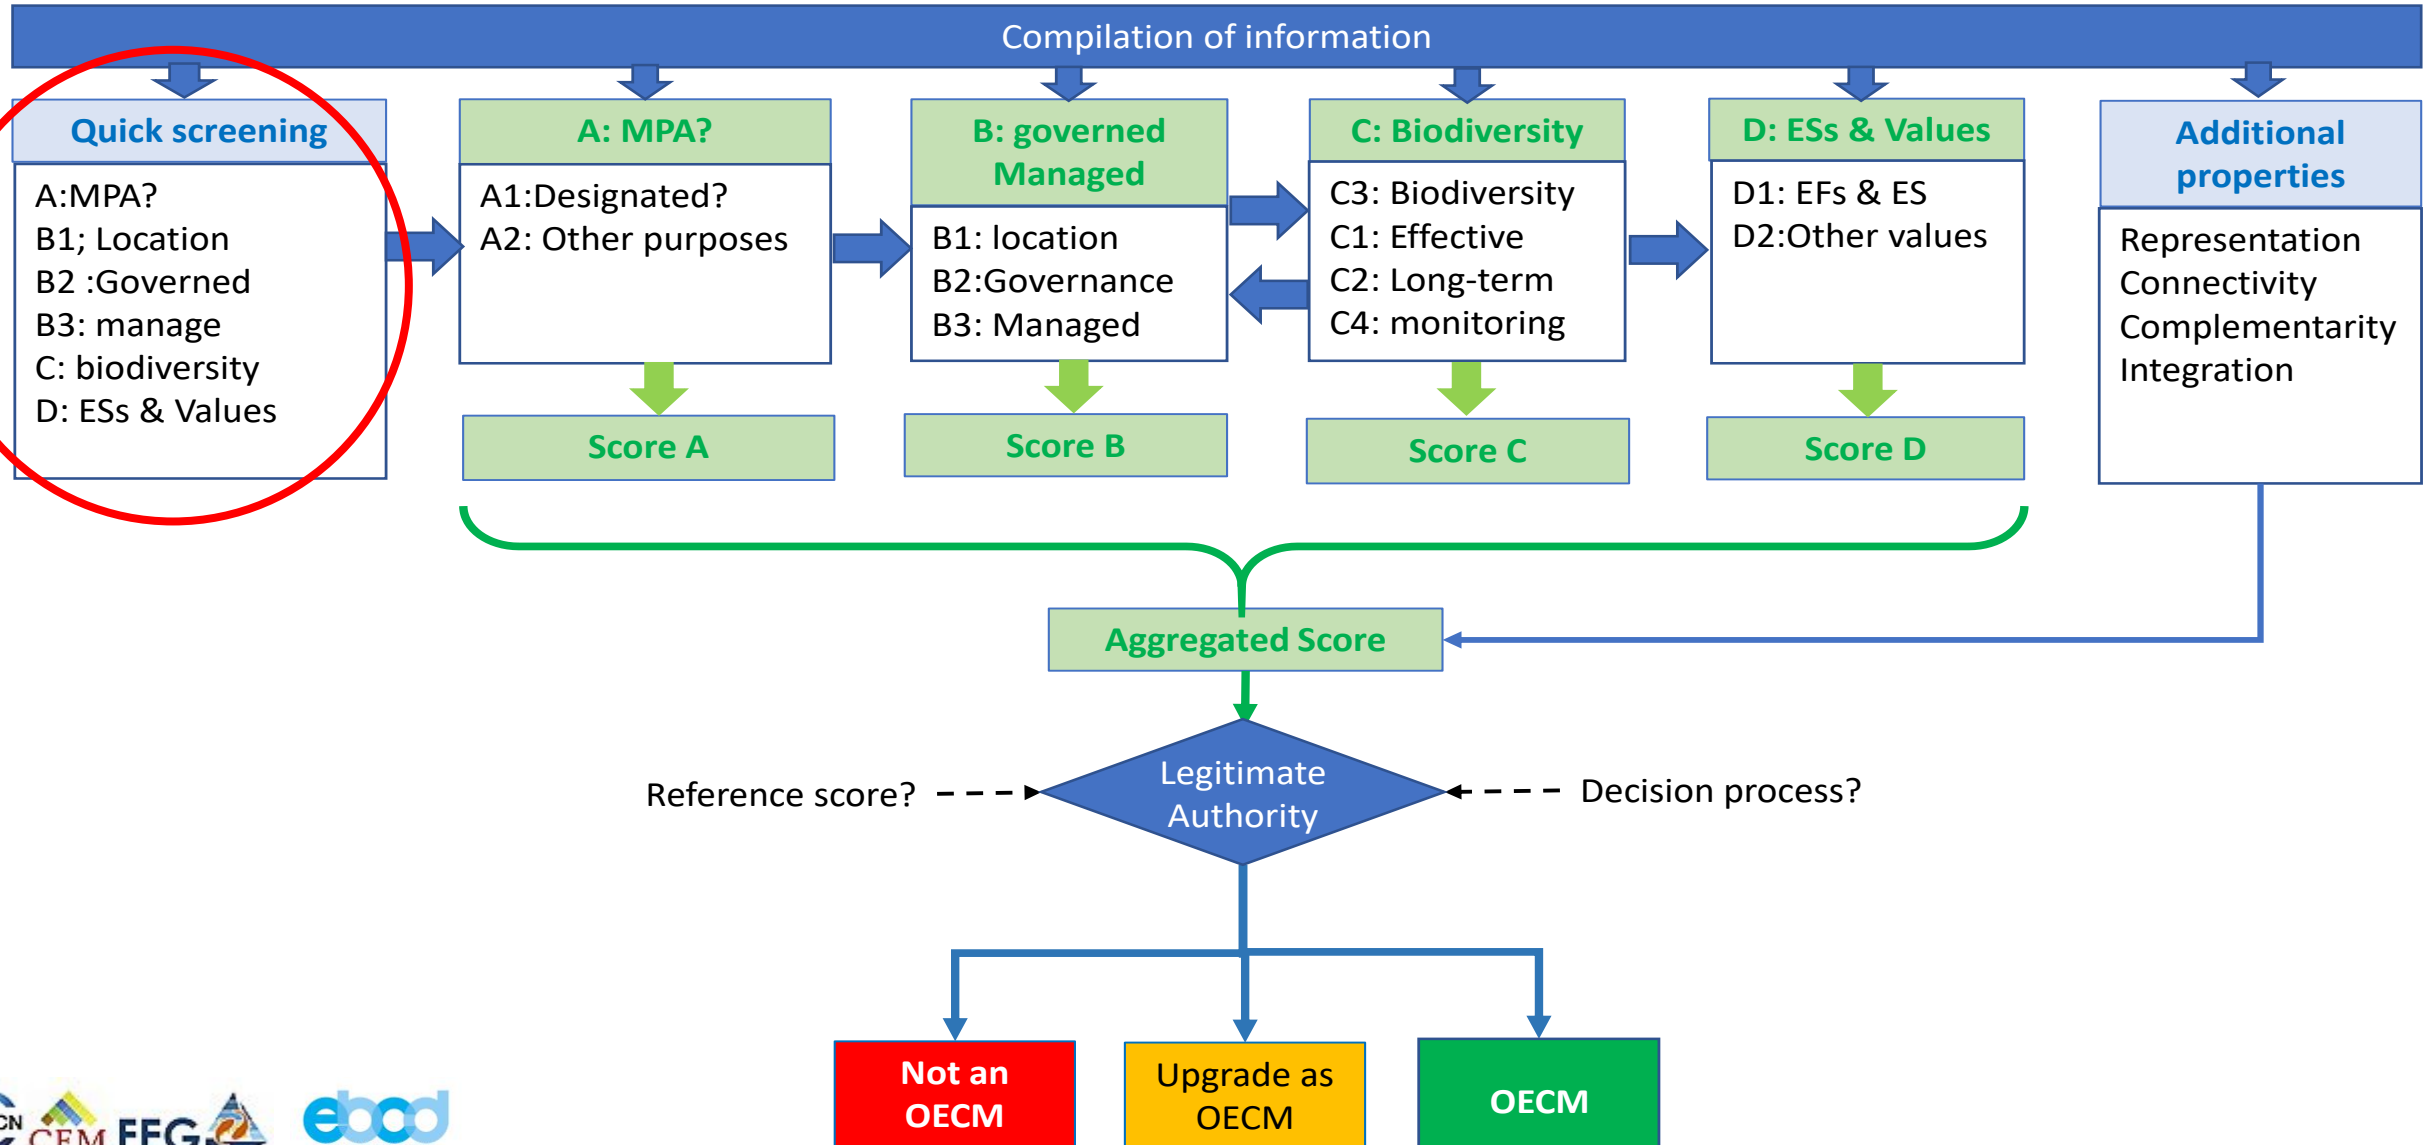 Compilation of information
Quick screening
A:MPA?
B1; Location
B2 :Governed
B3: manage
C: biodiversity
D: ESs & Values
A: MPA?
A1:Designated?
A2: Other purposes
Score A
B: governed
Managed
B1: location
B2:Governance
B3: Managed
Score B
C: Biodiversity
C3: Biodiversity
C1: Effective
C2: Long-term
C4: monitoring
Score C
D: ESs & Values
D1: EFs & ES
D2:Other values
Score D
Additional
properties
Representation
Connectivity
Complementarity
Integration
Aggregated Score
Legitimate
Authority
Reference score?
Decision process?
Not an
OECM
Upgrade as
OECM
OECM
CEM
FEG
ebcd